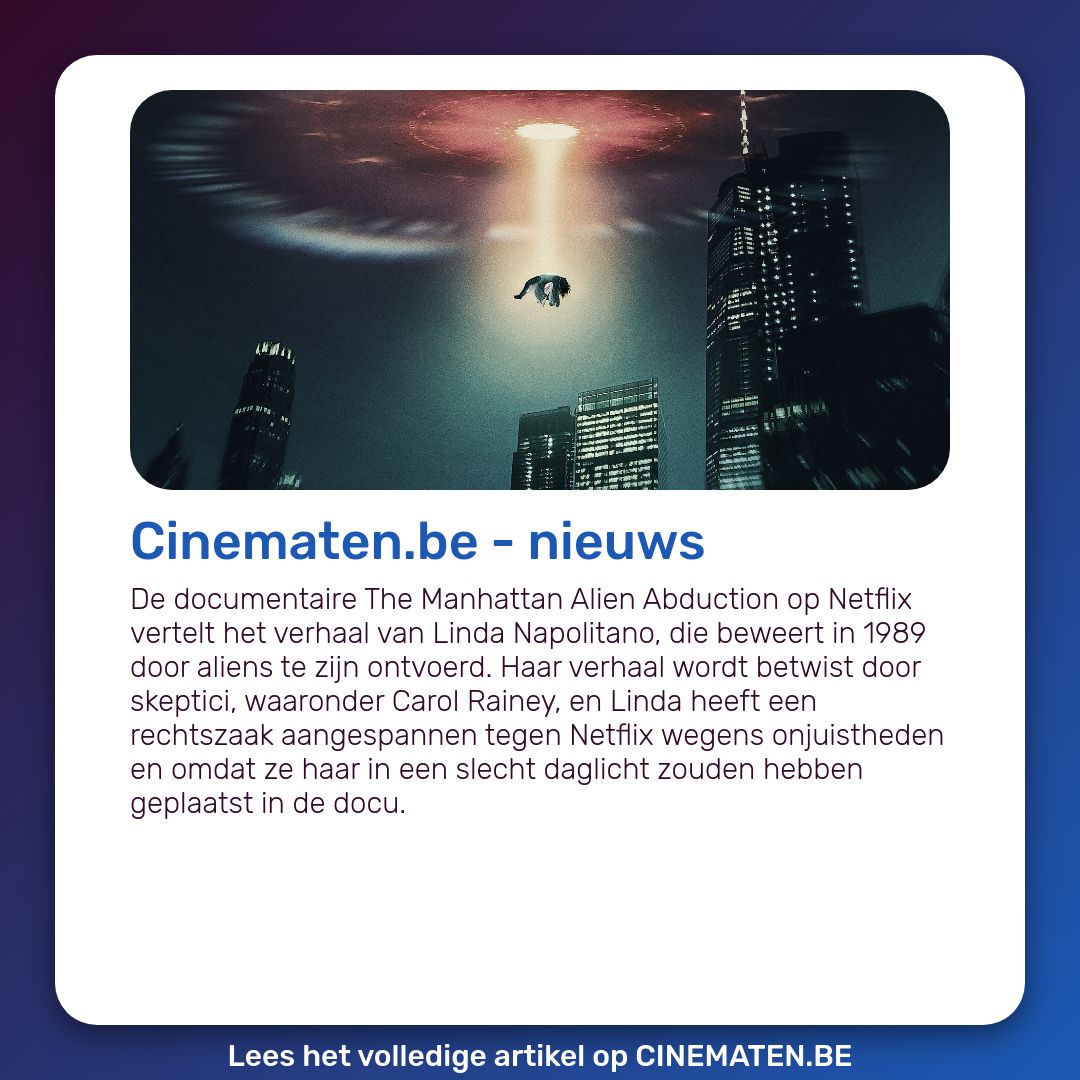 Cinematen.be - nieuws
De documentaire The Manhattan Alien Abduction op Netflix
vertelt het verhaal van Linda Napolitano, die beweert in 1989
door aliens te zijn ontvoerd. Haar verhaal wordt betwist door
skeptici, waaronder Carol Rainey, en Linda heeft een
rechtszaak aangespannen tegen Netflix wegens onjuistheden
en omdat ze haar in een slecht daglicht zouden hebben
geplaatst in de docu.
Lees het volledige artikel op CINEMATEN.BE